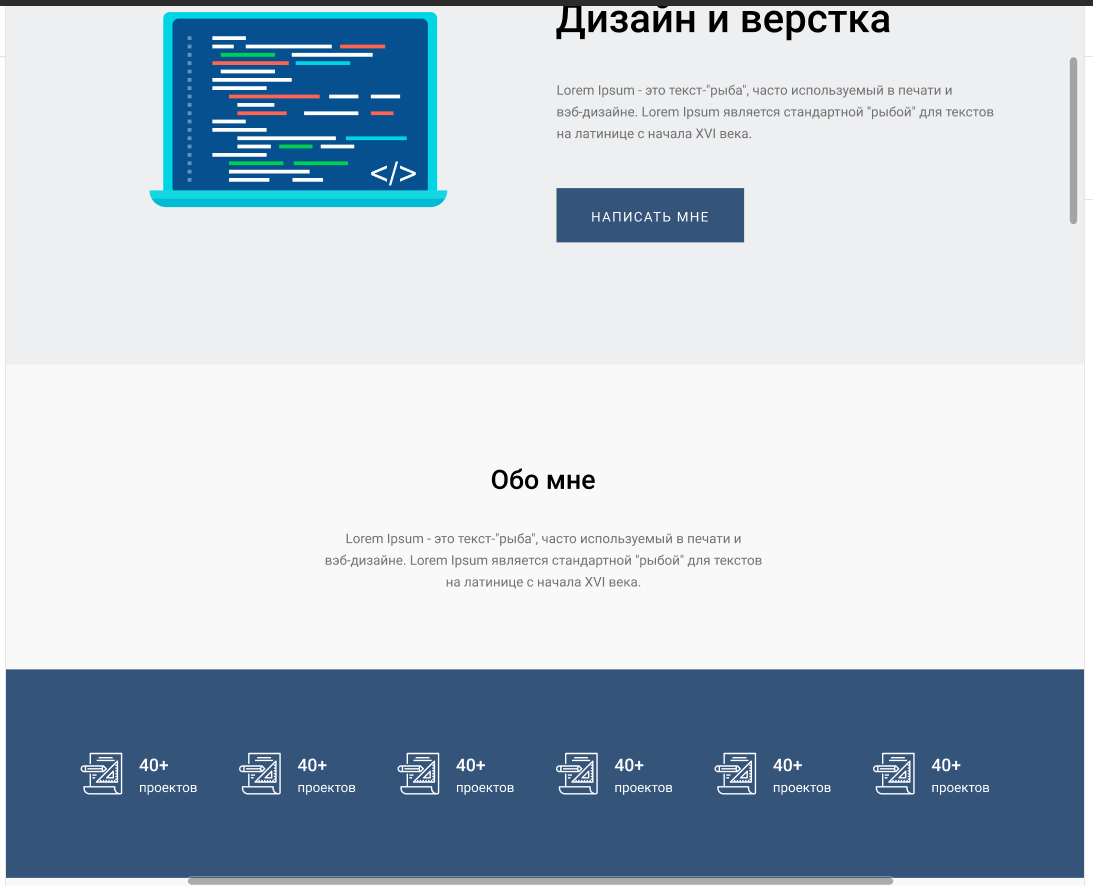 Дизайн и верстка
Lorem Ipsum - это текст-"рыба", часто используемый в печати и
вэб-дизайне. Lorem Ipsum является стандартной "рыбой" для текстов
на латинице с начала XVI века.
</>
НАПИСАТЬ МНЕ
Обо мне
Lorem Ipsum - это текст-"рыба", часто используемый в печати и
вэб-дизайне. Lorem Ipsum является стандартной "рыбой" для текстов
на латинице с начала XVI века.
40+ 40+ 40+ 40+ 40+ 40+
проектов проектов проектов проектов проектов проектов